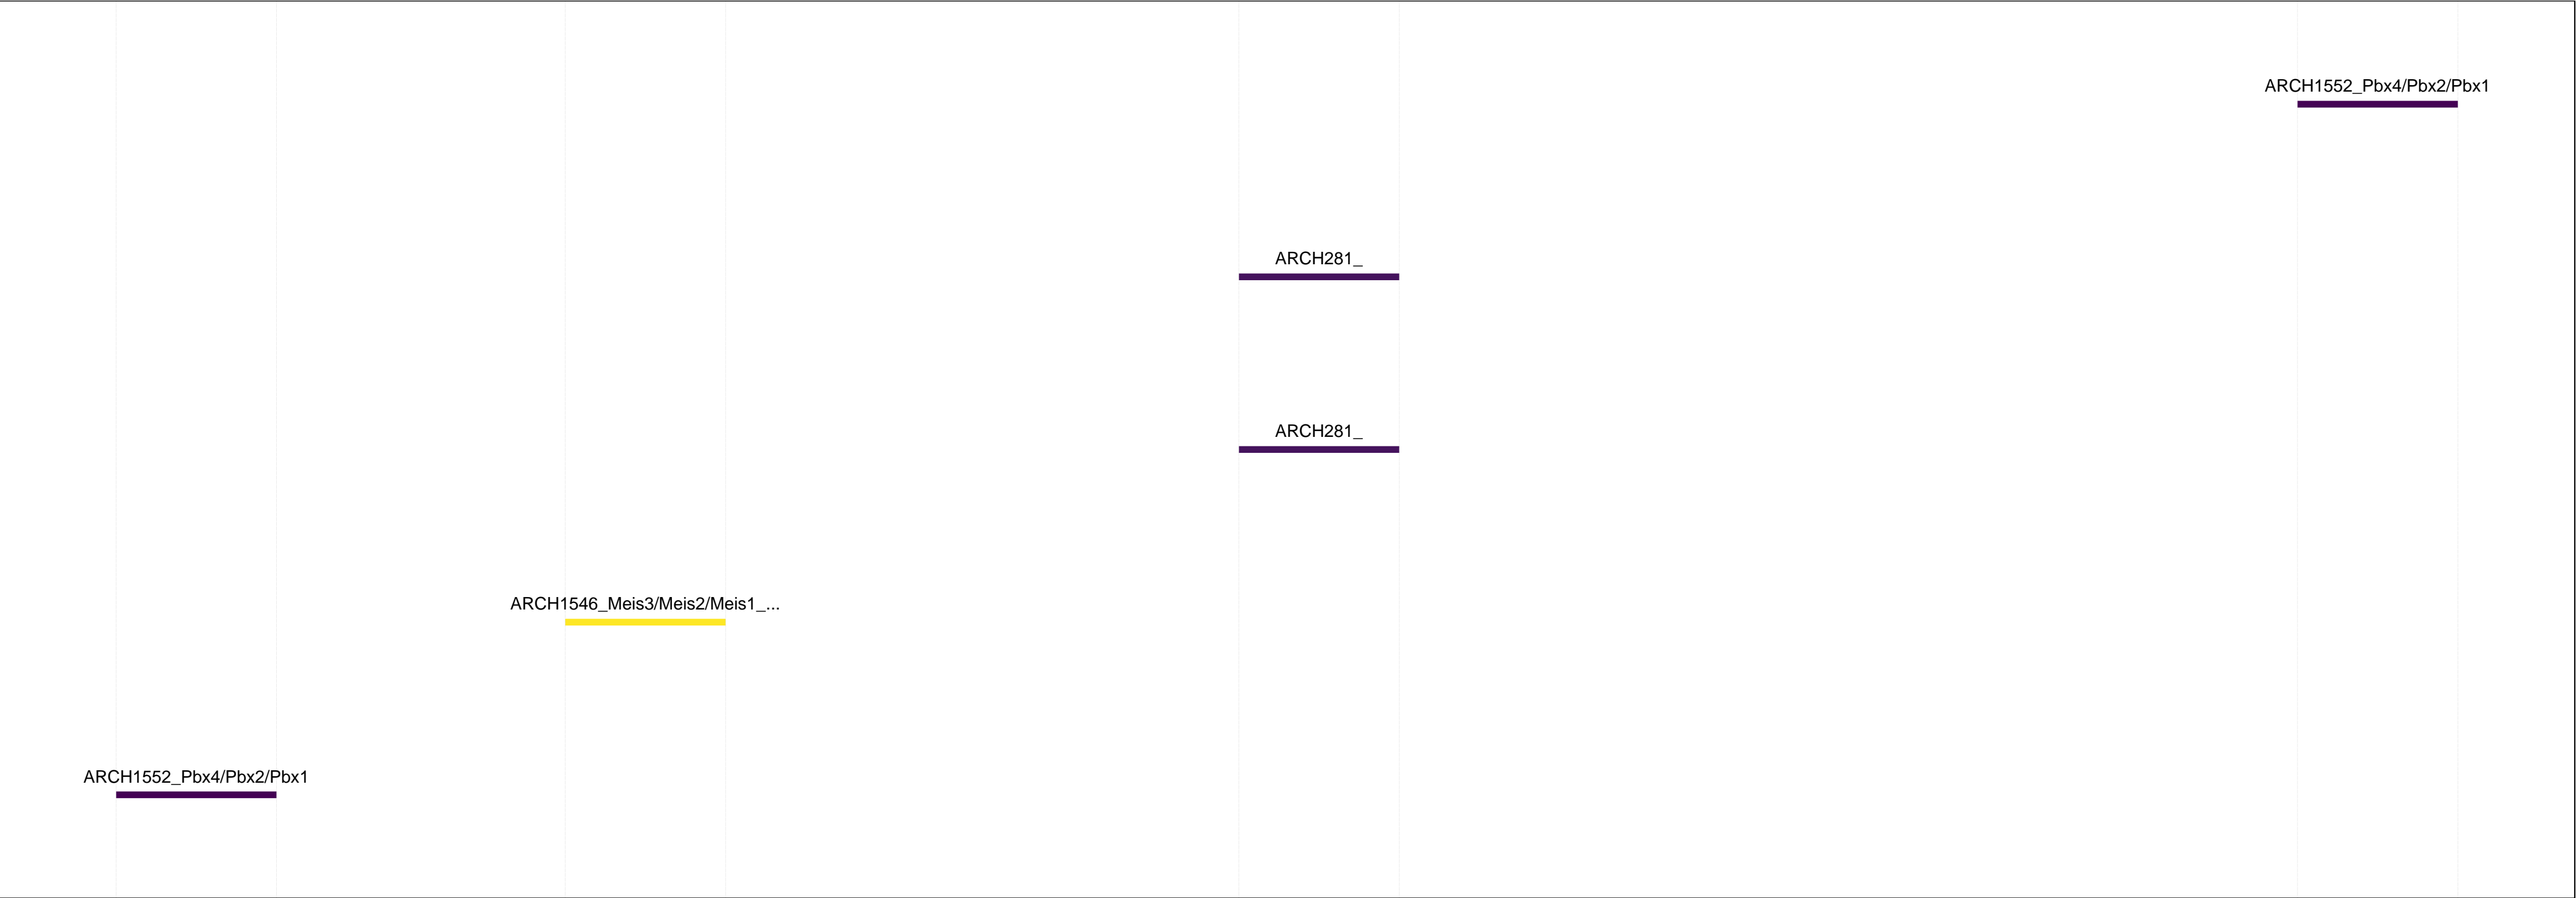 ARCH1552_Pbx4/Pbx2/Pbx1
ARCH281_
ARCH281_
ARCH1546_Meis3/Meis2/Meis1_...
ARCH1552_Pbx4/Pbx2/Pbx1